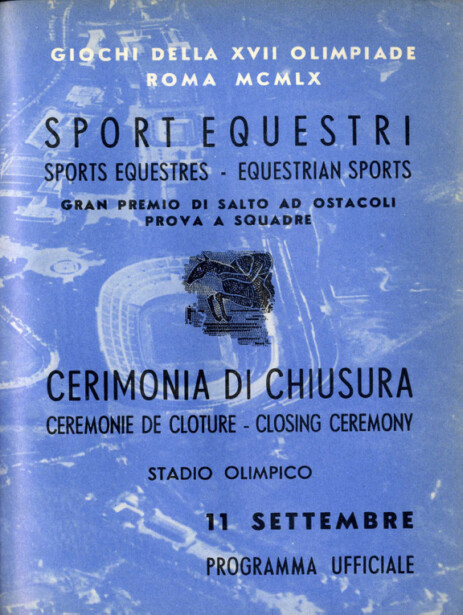 GIOCHI DELLA XVII OLIMPIADE
ROMA MCMLX
SPORT EQUESTRI
SPORTS EQUESTRES - EQUESTRIAN SPORTS
GRAN PREMIO DI SALTO AD OSTACOLI
PROVA A SQUADRE
CERIMONIA DI CHIUSURA
CEREMONIE DE CLOTURE - CLOSING CEREMONY
STADIO OLIMPICO
11 SETTEMBRE
PROGRAMMA UFFICIALE